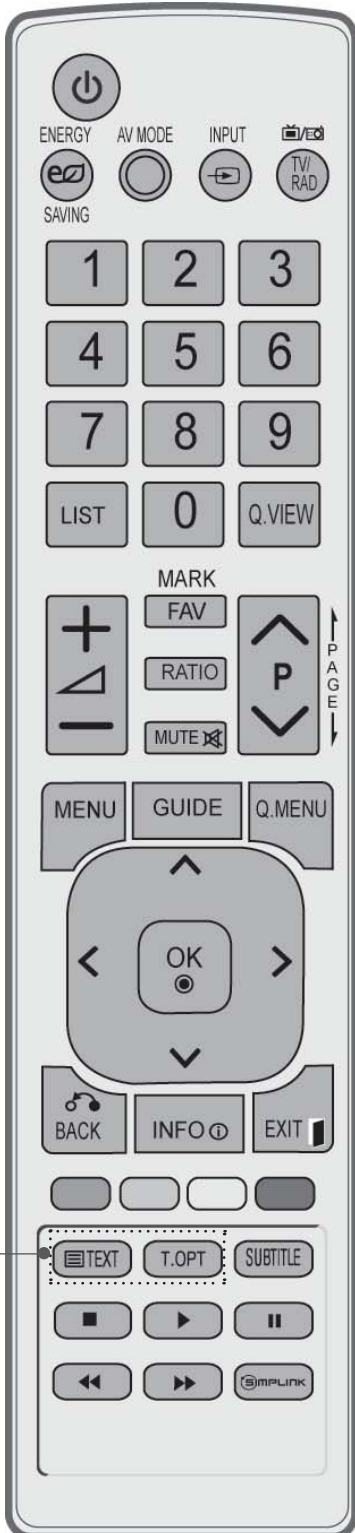 ENERGY AV MODE INPUT
TV/
RAD
SAVING
1 2 3
4 5 6
7 8 9
LIST 0 Q.VIEW
MARK
FAV
RATIO
P
PAGE
MUTE
MENU GUIDE Q.MENU
OK
BACK INFO EXIT
TEXT T.OPT SUBTITLE
SIMPLINK